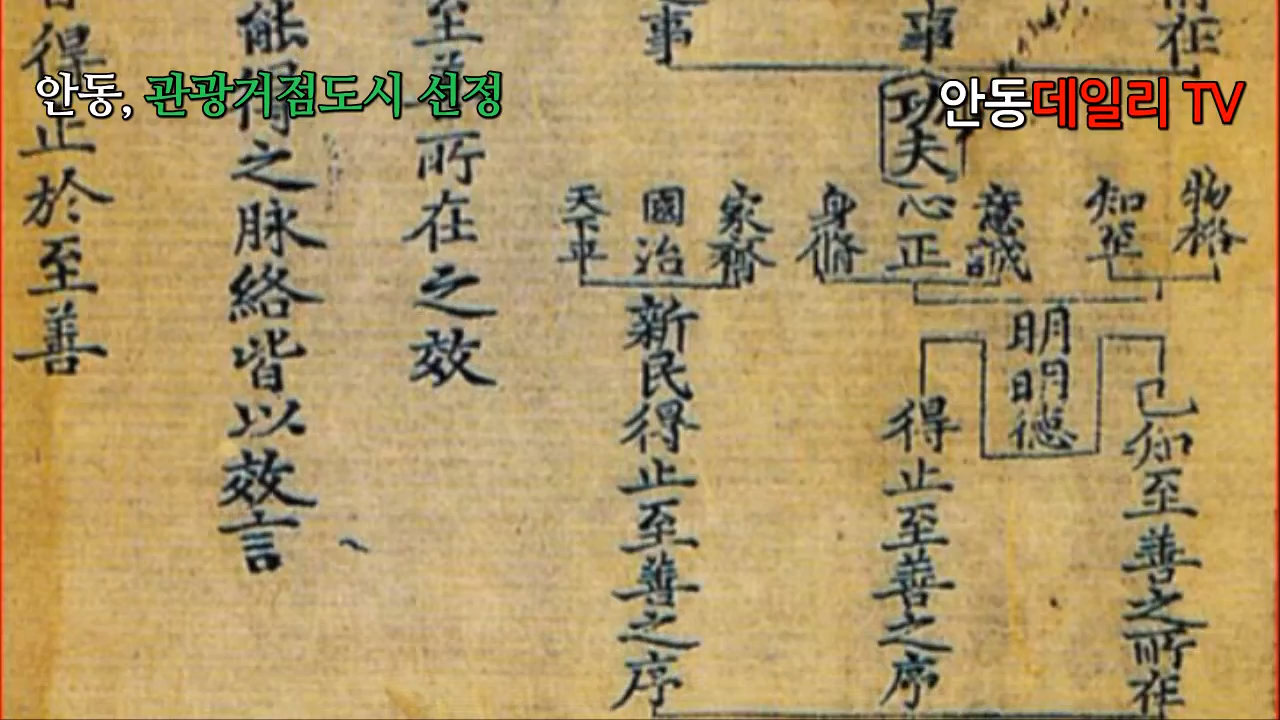 안동, 관광거점도시 선정
안동데일리 TV
在
事
事
功夫
物格
知至
意誠
心正
身脩
家齊
國治
天下平
明明德
已知至善之所在
得止至善之序
新民得止至善之序
至善所在之效
能得之脉絡皆以效言
得止於至善